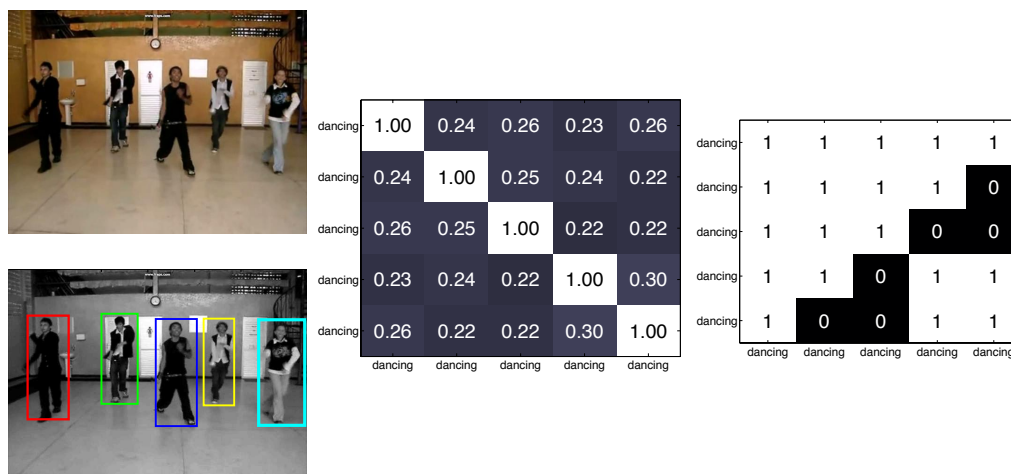 dancing 1.00 0.24 0.26 0.23 0.26
dancing 0.24 1.00 0.25 0.24 0.22
dancing 0.26 0.25 1.00 0.22 0.22
dancing 0.23 0.24 0.22 1.00 0.30
dancing 0.26 0.22 0.22 0.30 1.00
dancing dancing dancing dancing dancing
dancing 1 1 1 1 1
dancing 1 1 1 1 0
dancing 1 1 1 0 0
dancing 1 1 0 1 1
dancing 1 0 0 1 1
dancing dancing dancing dancing dancing